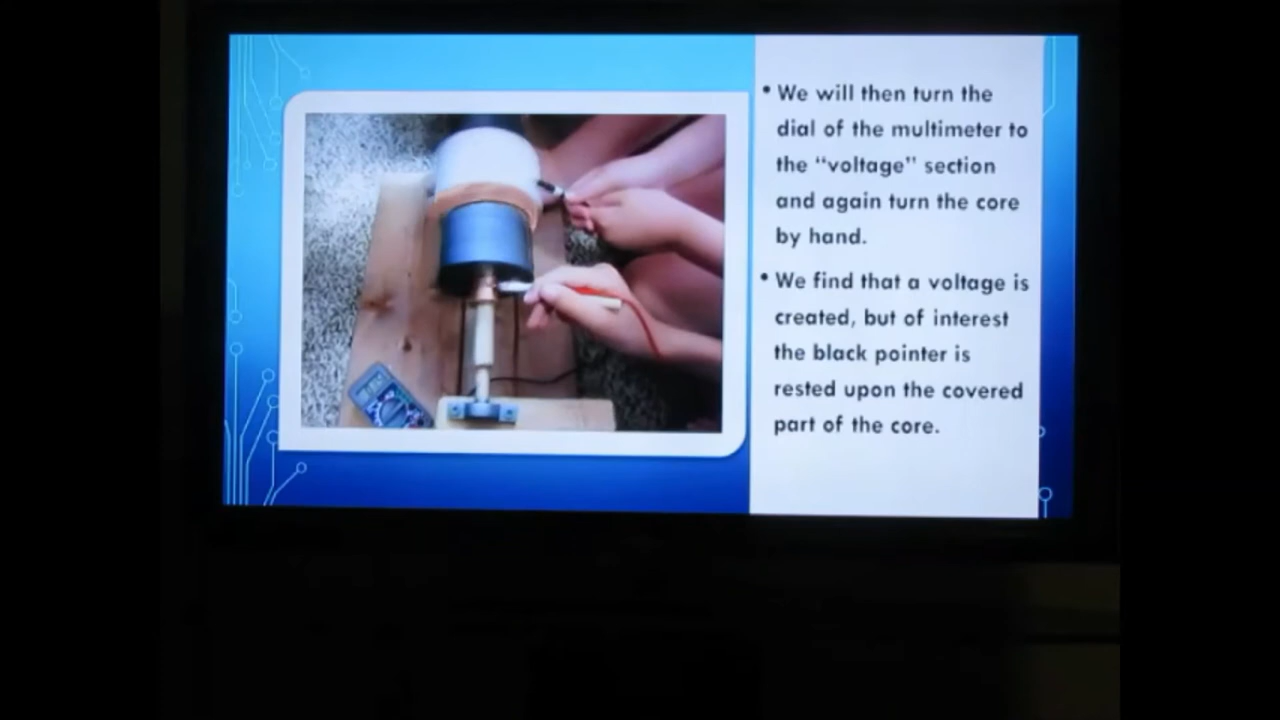 • We will then turn the
dial of the multimeter to
the “voltage” section
and again turn the core
by hand.
• We find that a voltage is
created, but of interest
the black pointer is
rested upon the covered
part of the core.